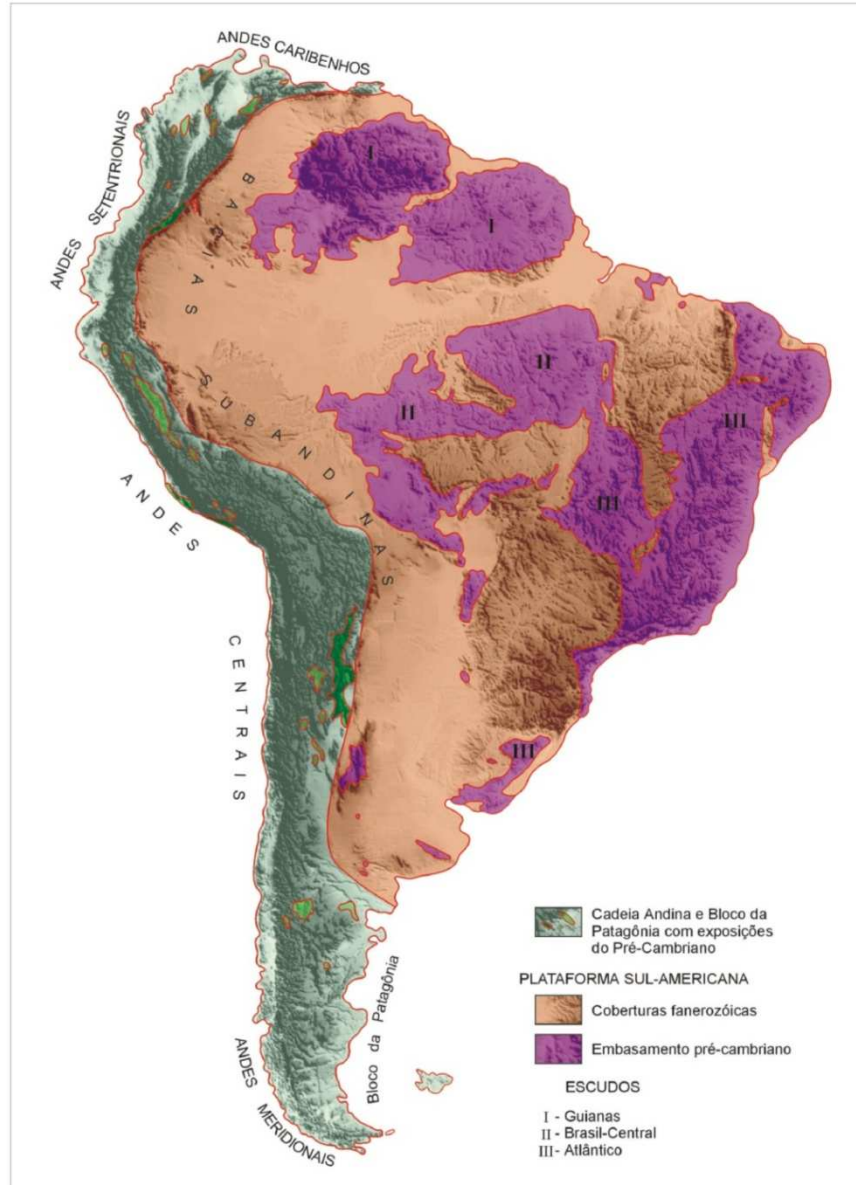 ANDES CARIBENHOS
ANDES SETENTRIONAIS
BACIAS SUBANDINAS
I
I
II
II
III
III
III
ANDES
CENTRAIS
Bloco da Patagônia
ANDES MERIDIONAIS
Cadeia Andina e Bloco da
Patagônia com exposições
do Pré-Cambriano
PLATAFORMA SUL-AMERICANA
Coberturas fanerozóicas
Embasamento pré-cambriano
ESCUDOS
I - Guianas
II - Brasil-Central
III - Atlântico